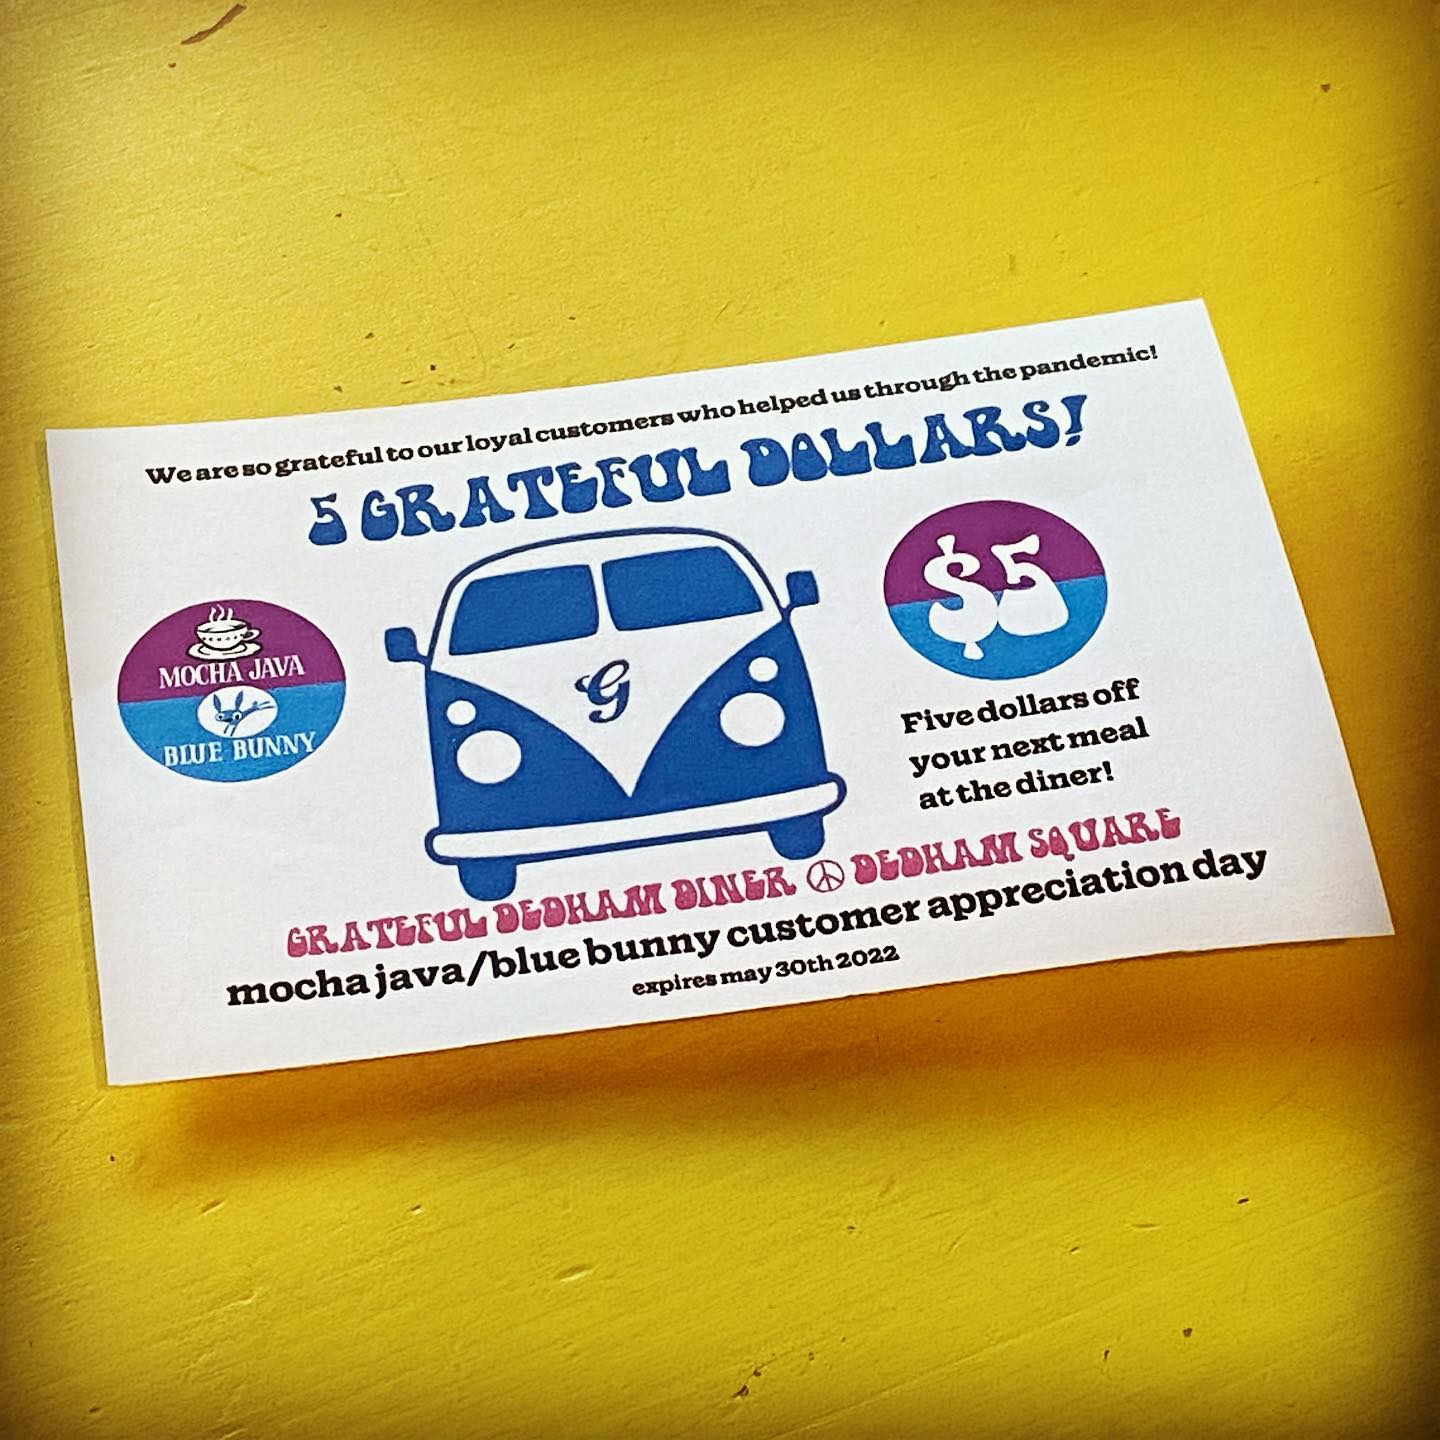 We are so grateful to our loyal customers who helped us through the pandemic!
5 GRATEFUL DOLLARS!
MOCHA JAVA
BLUE BUNNY
G
$5
Five dollars off
your next meal
at the diner!
GRATEFUL DEDHAM DINER ☮ DEDHAM SQUARE
mocha java/blue bunny customer appreciation day
expires may 30th 2022